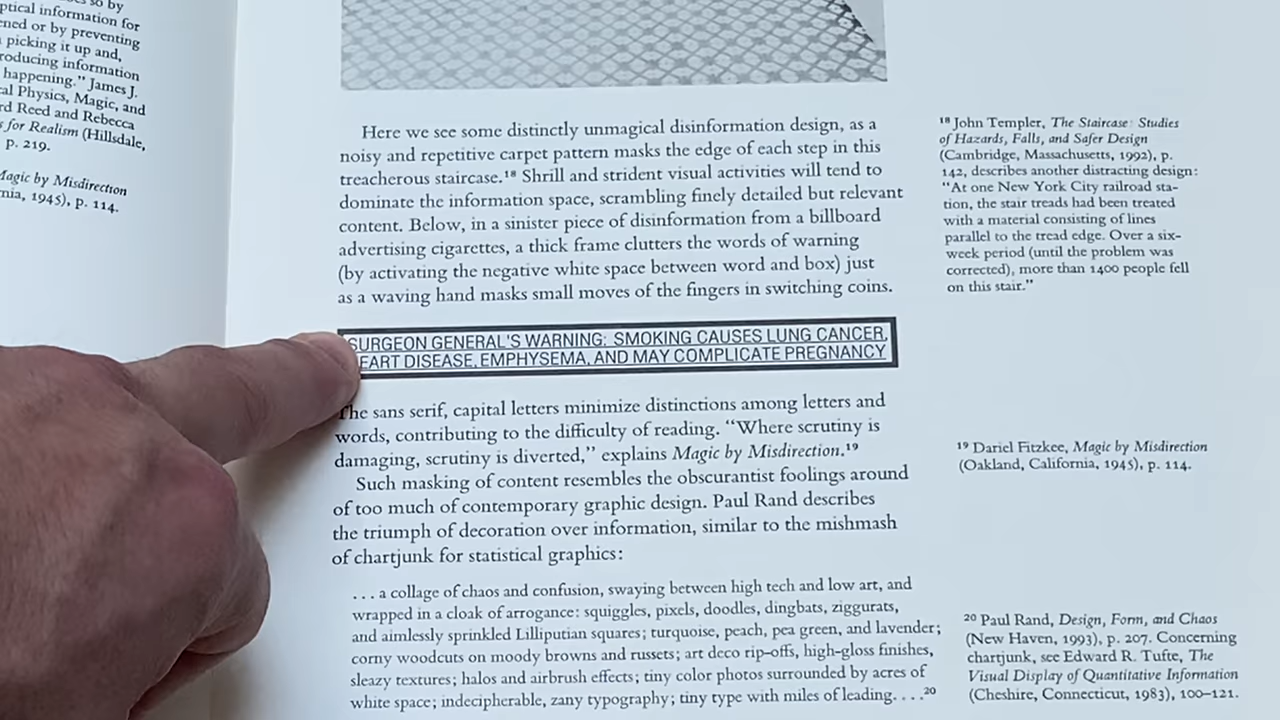 so by
ptical information for
ned or by preventing
picking it up and,
roducing information
happening." James J.
al Physics, Magic, and
rd Reed and Rebecca
s for Realism (Hillsdale,
p. 219.
Magic by Misdirection
nia, 1945), p. 114.
Here we see some distinctly unmagical disinformation design, as a
noisy and repetitive carpet pattern masks the edge of each step in this
treacherous staircase.¹⁸ Shrill and strident visual activities will tend to
dominate the information space, scrambling finely detailed but relevant
content. Below, in a sinister piece of disinformation from a billboard
advertising cigarettes, a thick frame clutters the words of warning
(by activating the negative white space between word and box) just
as a waving hand masks small moves of the fingers in switching coins.
SURGEON GENERAL'S WARNING: SMOKING CAUSES LUNG CANCER,
EART DISEASE, EMPHYSEMA, AND MAY COMPLICATE PREGNANCY
The sans serif, capital letters minimize distinctions among letters and
words, contributing to the difficulty of reading. "Where scrutiny is
damaging, scrutiny is diverted," explains Magic by Misdirection.¹⁹
Such masking of content resembles the obscurantist foolings around
of too much of contemporary graphic design. Paul Rand describes
the triumph of decoration over information, similar to the mishmash
of chartjunk for statistical graphics:
. . . a collage of chaos and confusion, swaying between high tech and low art, and
wrapped in a cloak of arrogance: squiggles, pixels, doodles, dingbats, ziggurats,
and aimlessly sprinkled Lilliputian squares; turquoise, peach, pea green, and lavender;
corny woodcuts on moody browns and russets; art deco rip-offs, high-gloss finishes,
sleazy textures; halos and airbrush effects; tiny color photos surrounded by acres of
white space; indecipherable, zany typography; tiny type with miles of leading. . . .²⁰
¹⁸ John Templer, The Staircase: Studies
of Hazards, Falls, and Safer Design
(Cambridge, Massachusetts, 1992), p.
142, describes another distracting design:
"At one New York City railroad sta-
tion, the stair treads had been treated
with a material consisting of lines
parallel to the tread edge. Over a six-
week period (until the problem was
corrected), more than 1400 people fell
on this stair."
¹⁹ Dariel Fitzkee, Magic by Misdirection
(Oakland, California, 1945), p. 114.
²⁰ Paul Rand, Design, Form, and Chaos
(New Haven, 1993), p. 207. Concerning
chartjunk, see Edward R. Tufte, The
Visual Display of Quantitative Information
(Cheshire, Connecticut, 1983), 100–121.